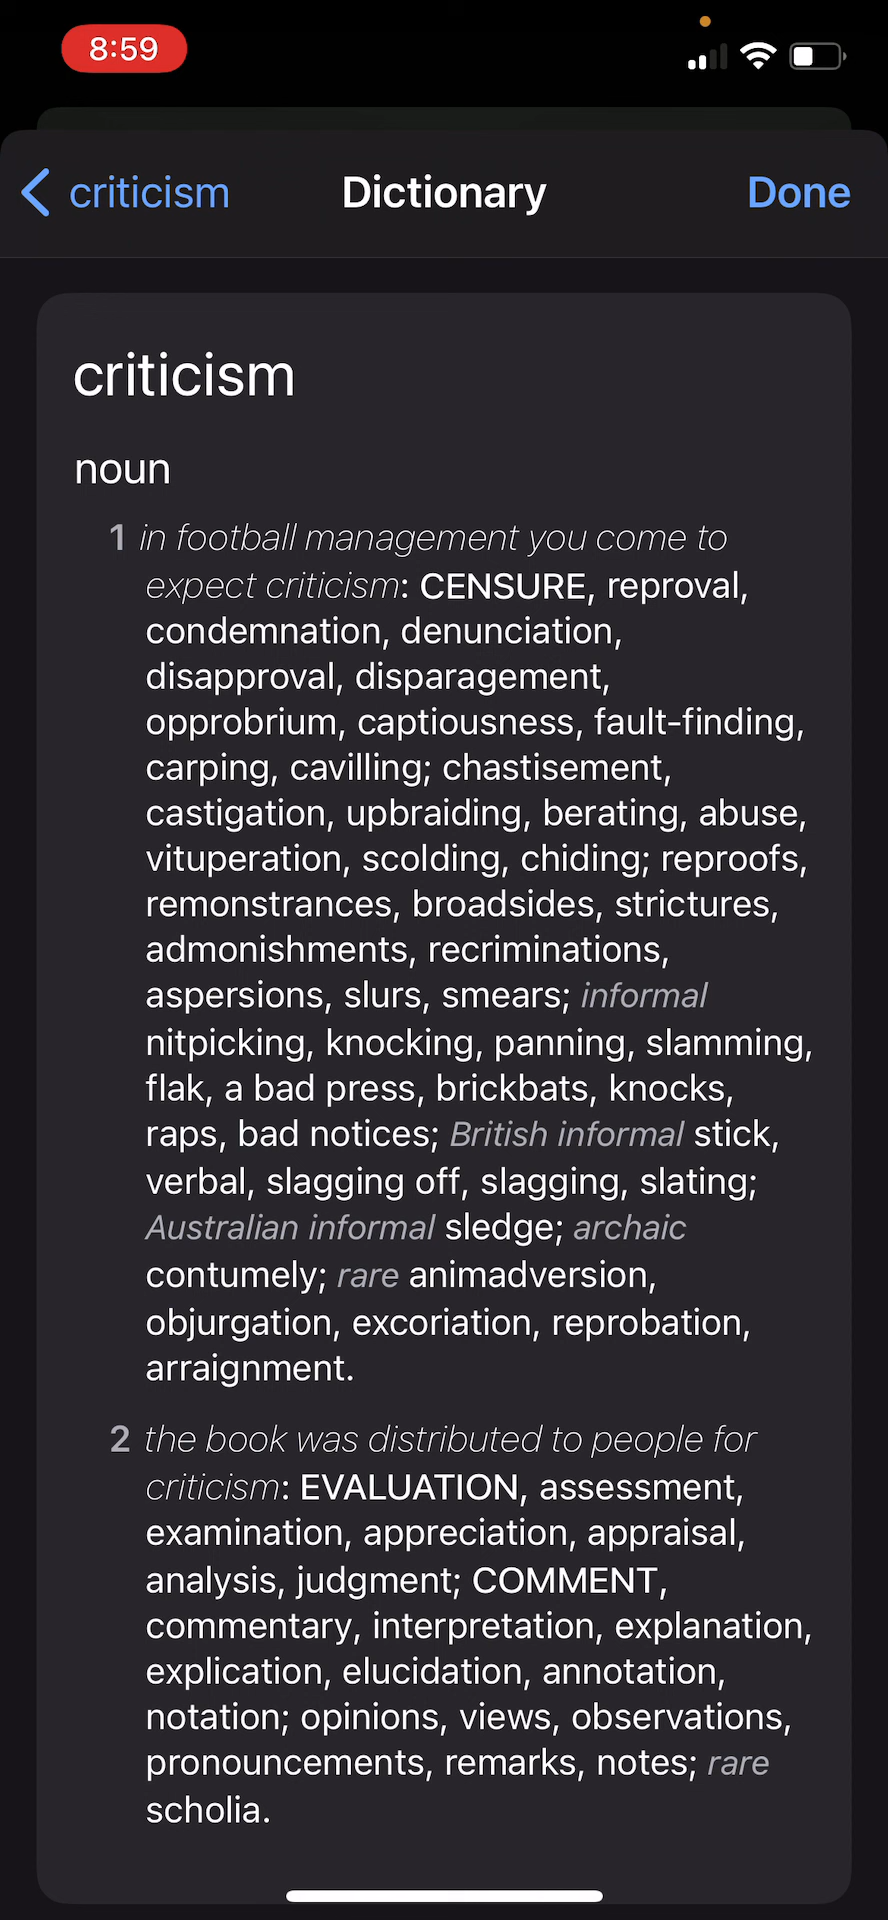 8:59
criticism
Dictionary
Done
criticism
noun
1 in football management you come to
expect criticism: CENSURE, reproval,
condemnation, denunciation,
disapproval, disparagement,
opprobrium, captiousness, fault-finding,
carping, cavilling; chastisement,
castigation, upbraiding, berating, abuse,
vituperation, scolding, chiding; reproofs,
remonstrances, broadsides, strictures,
admonishments, recriminations,
aspersions, slurs, smears; informal
nitpicking, knocking, panning, slamming,
flak, a bad press, brickbats, knocks,
raps, bad notices; British informal stick,
verbal, slagging off, slagging, slating;
Australian informal sledge; archaic
contumely; rare animadversion,
objurgation, excoriation, reprobation,
arraignment.
2 the book was distributed to people for
criticism: EVALUATION, assessment,
examination, appreciation, appraisal,
analysis, judgment; COMMENT,
commentary, interpretation, explanation,
explication, elucidation, annotation,
notation; opinions, views, observations,
pronouncements, remarks, notes; rare
scholia.